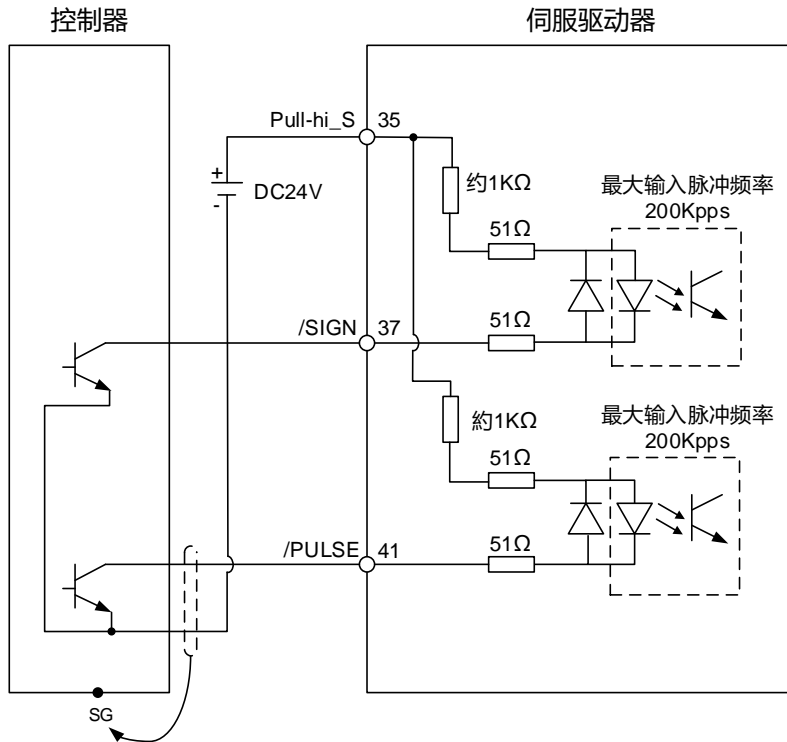 控制器
伺服驱动器
Pull-hi_S
35
+
-
DC24V
约1KΩ
51Ω
最大输入脉冲频率
200Kpps
/SIGN
37
51Ω
約1KΩ
51Ω
最大输入脉冲频率
200Kpps
/PULSE
41
51Ω
SG